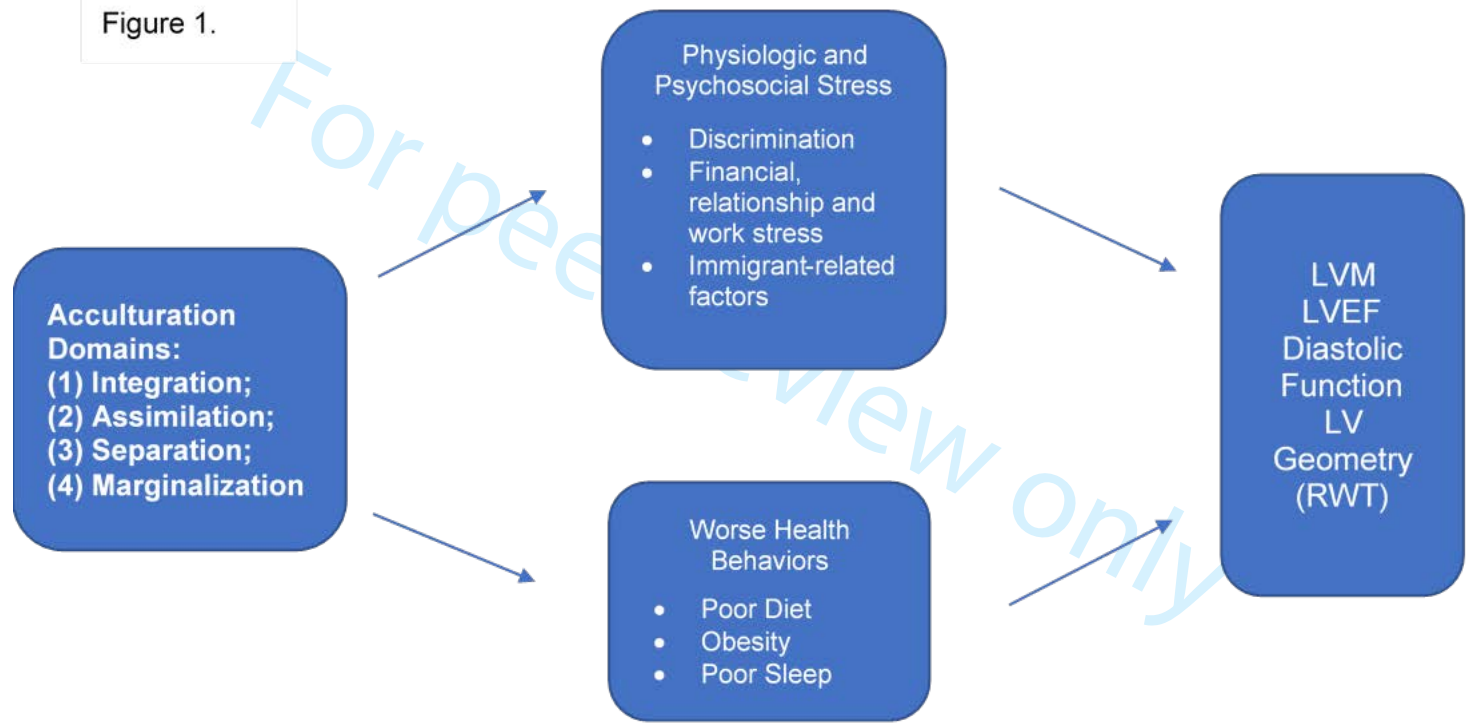 Figure 1.
Physiologic and
Psychosocial Stress
• Discrimination
• Financial,
relationship and
work stress
• Immigrant-related
factors
Acculturation
Domains:
(1) Integration;
(2) Assimilation;
(3) Separation;
(4) Marginalization
Worse Health
Behaviors
• Poor Diet
• Obesity
• Poor Sleep
LVM
LVEF
Diastolic
Function
LV
Geometry
(RWT)
For peer review only